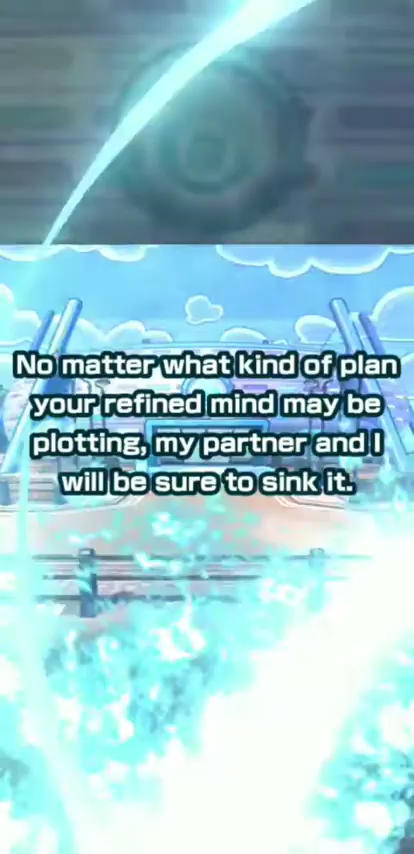 No matter what kind of plan
your refined mind may be
plotting, my partner and I
will be sure to sink it.